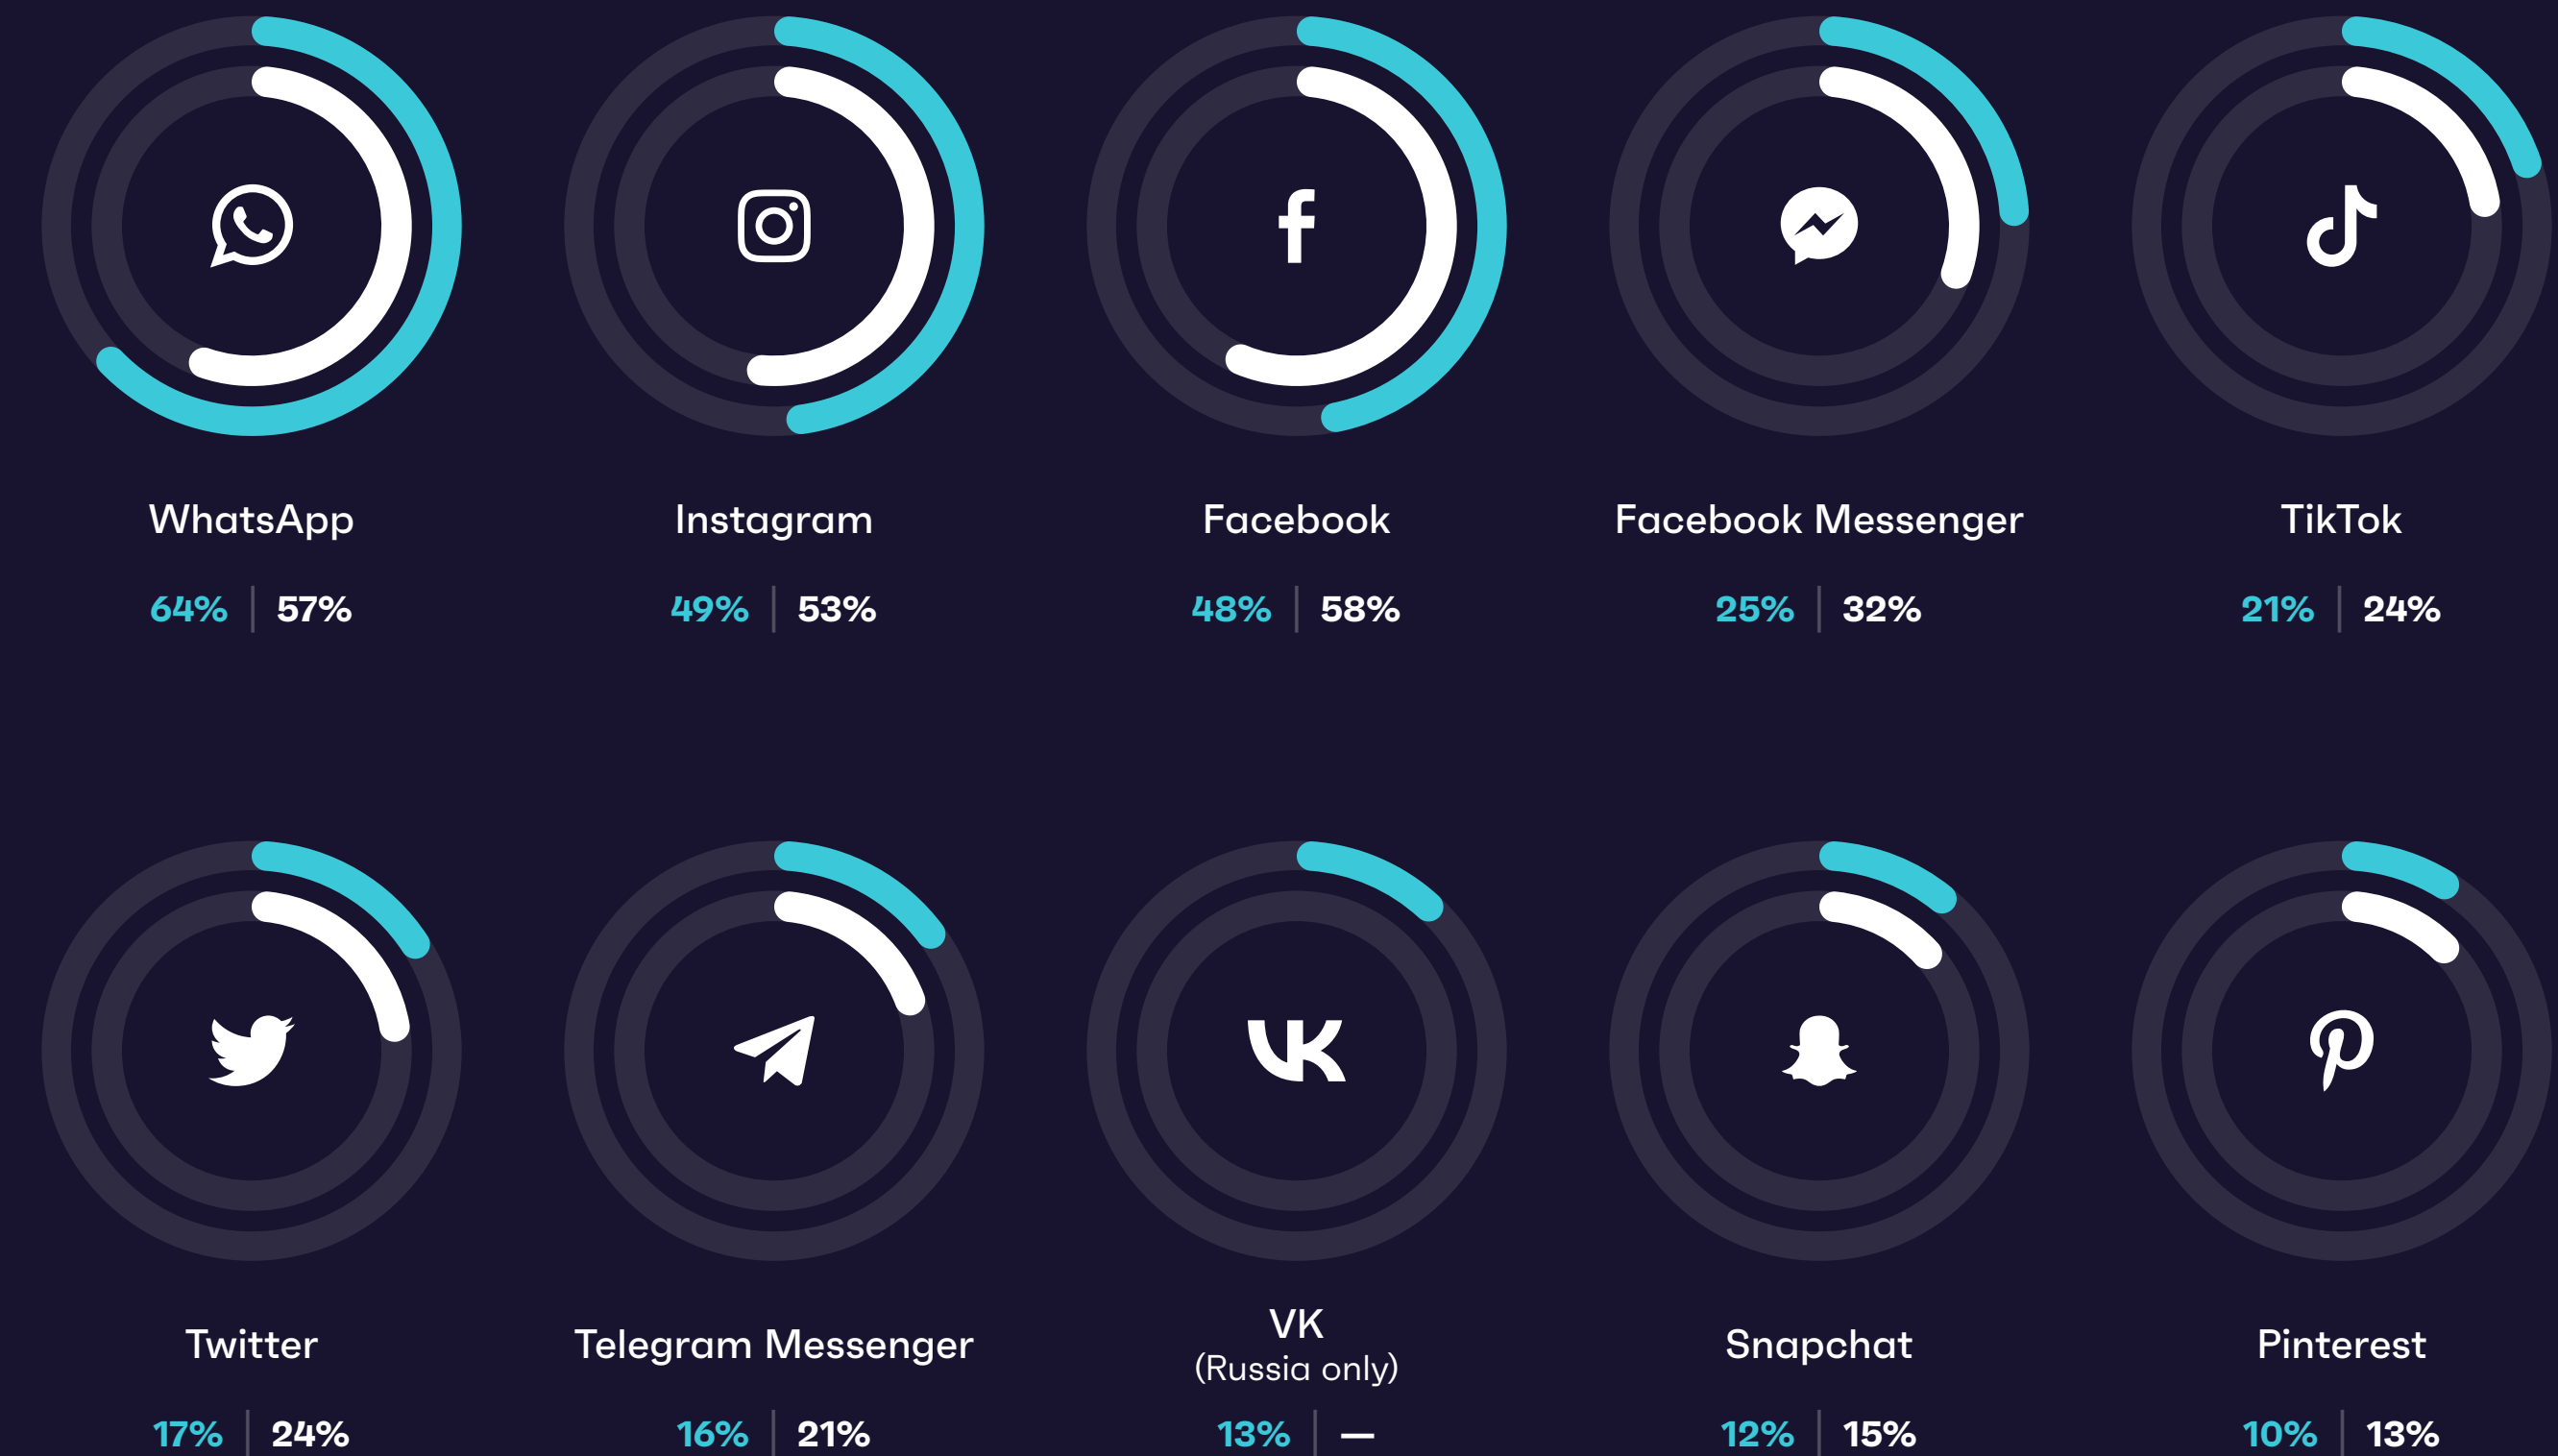 WhatsApp
64% | 57%
Instagram
49% | 53%
Facebook
48% | 58%
Facebook Messenger
25% | 32%
TikTok
21% | 24%
Twitter
17% | 24%
Telegram Messenger
16% | 21%
VK
(Russia only)
13% | —
Snapchat
12% | 15%
Pinterest
10% | 13%